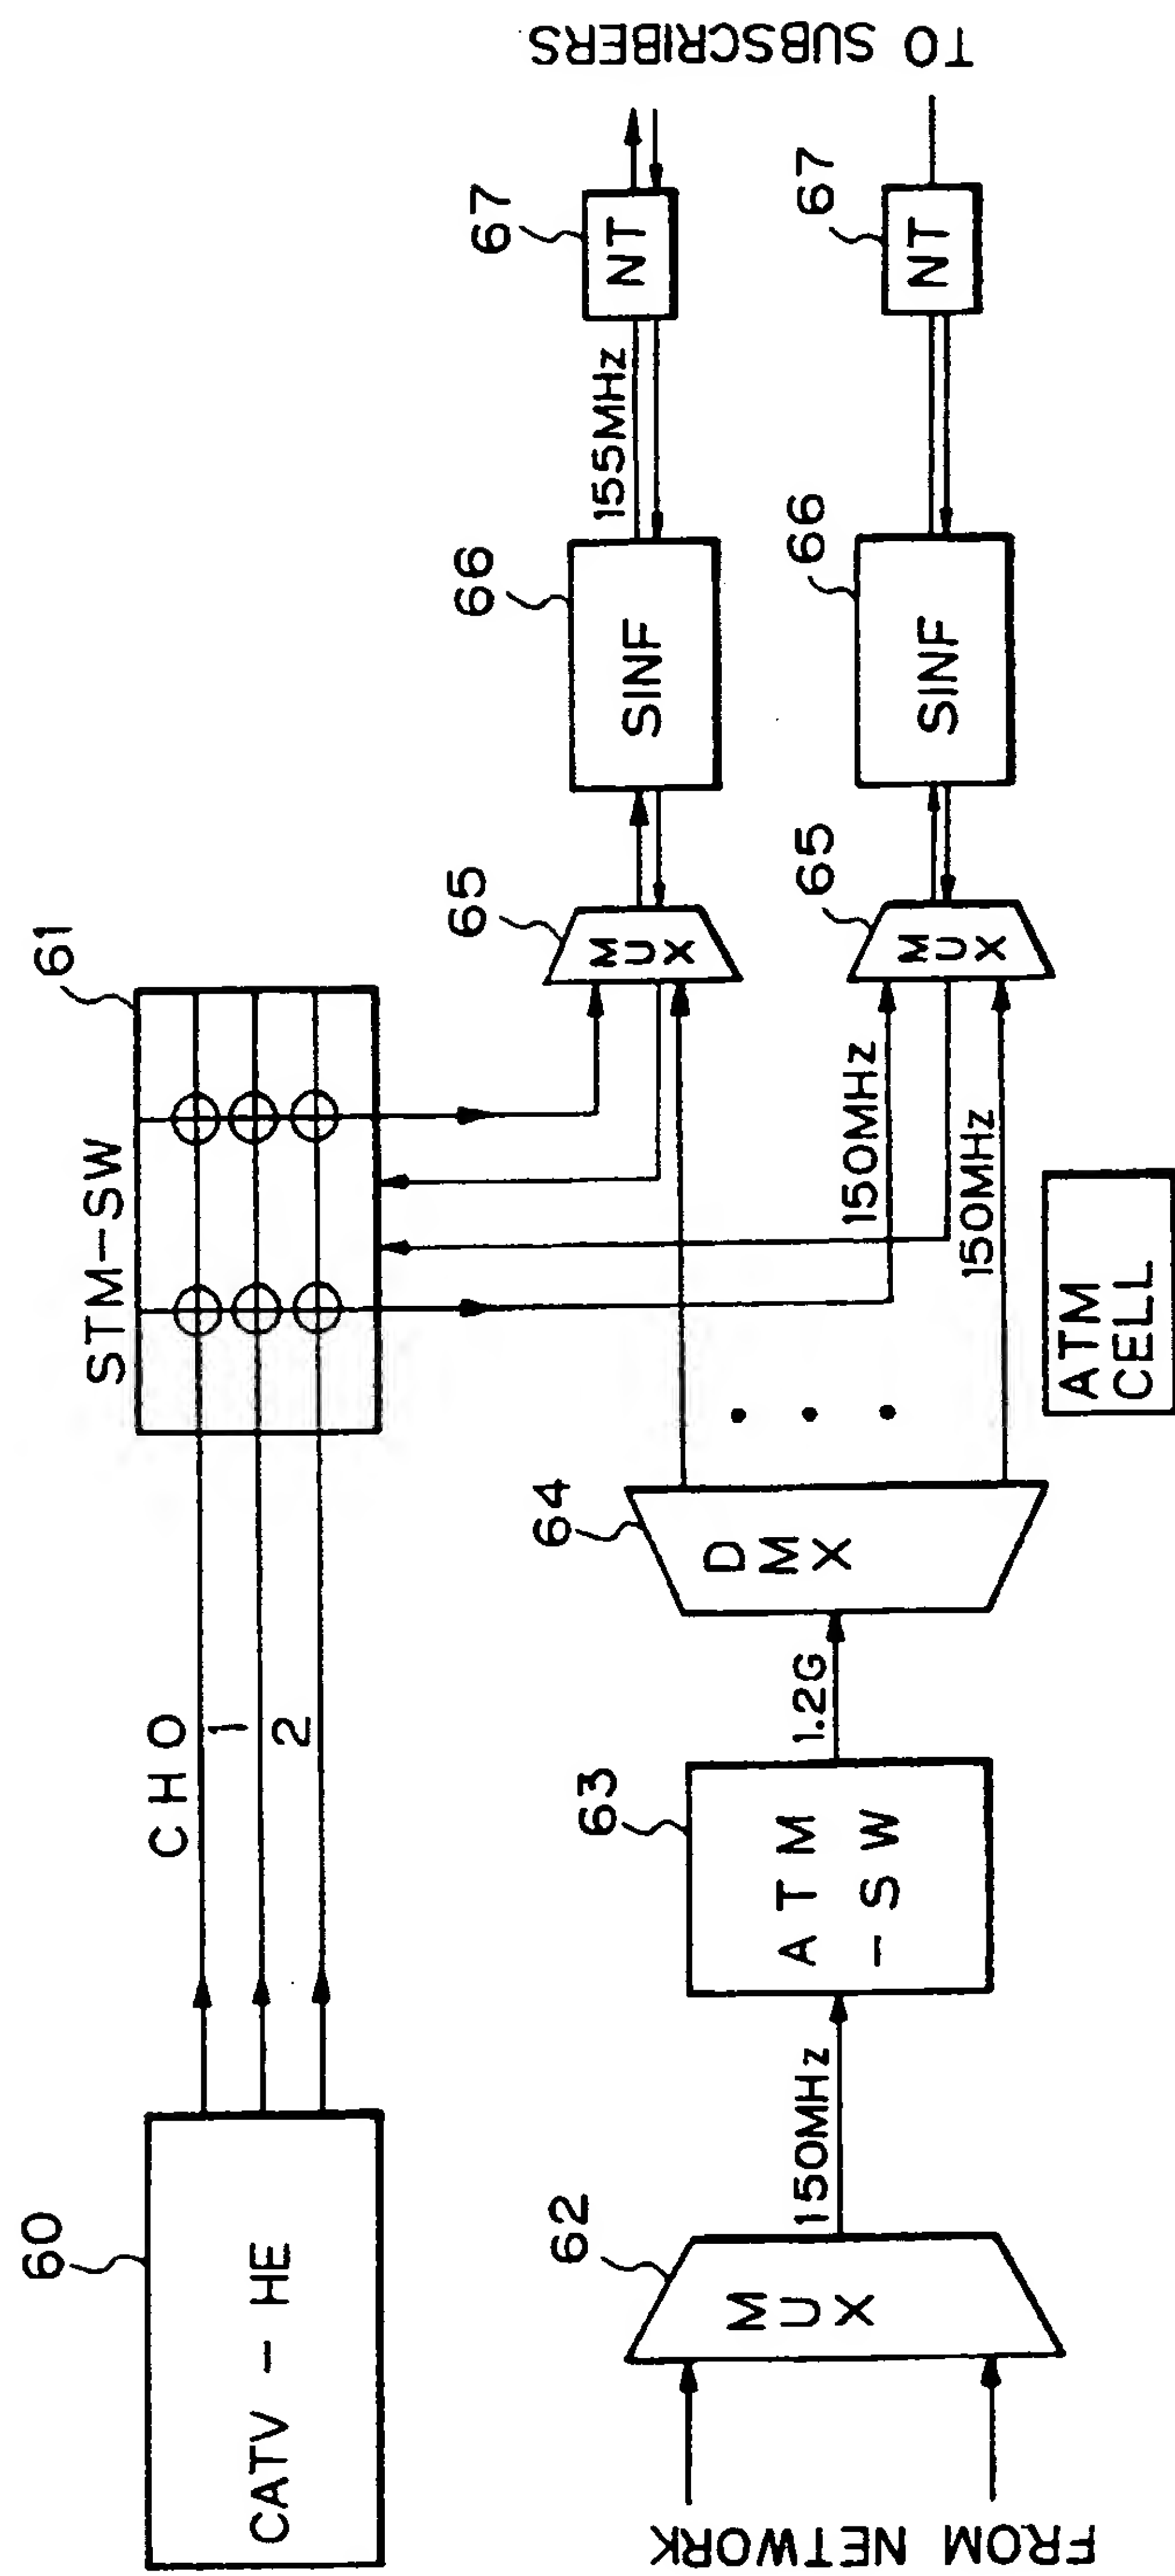 60
CATV - HE
CH0
1
2
STM-SW
61
FROM NETWORK
62
MUX
150MHz
63
ATM
-SW
1.2G
64
DMX
ATM
CELL
150MHz
150MHz
65
MUX
65
MUX
66
SINF
66
SINF
155MHz
67
NT
67
NT
TO SUBSCRIBERS